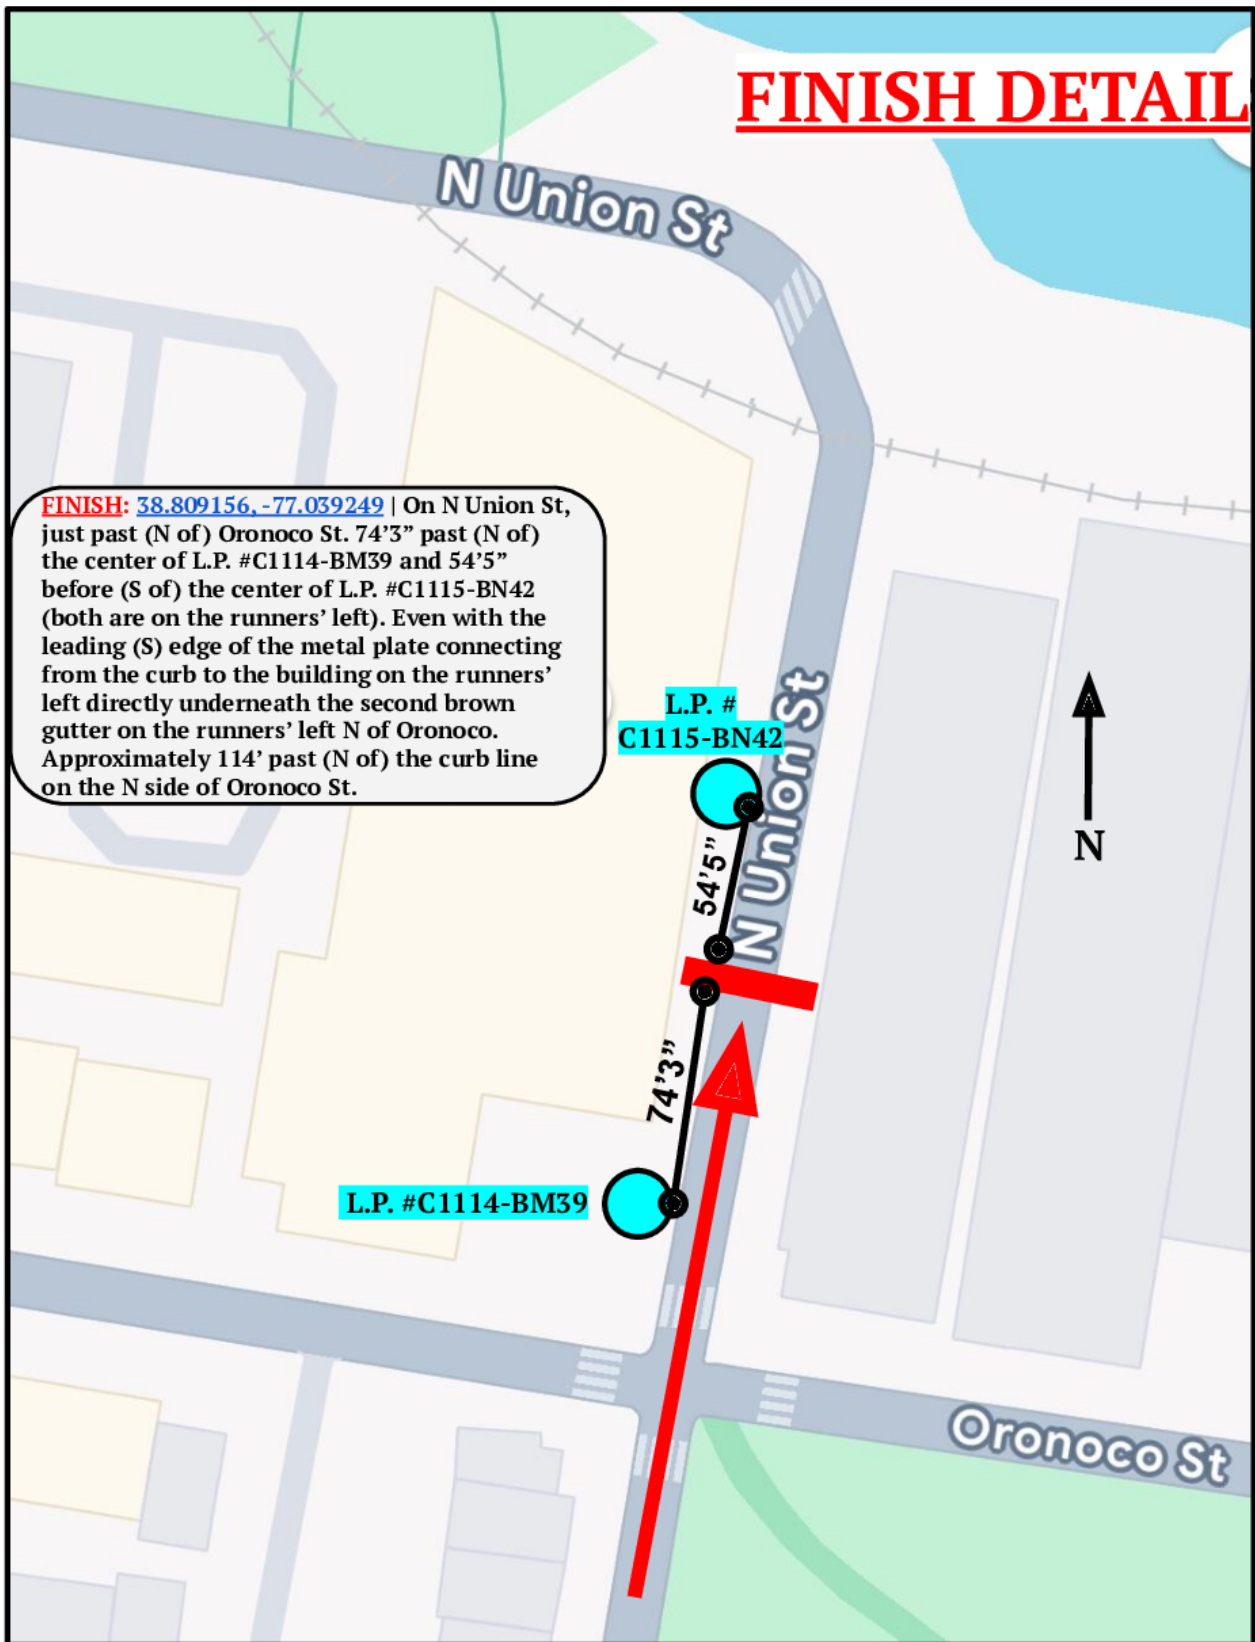 FINISH DETAIL
N Union St
FINISH: 38.809156, -77.039249 | On N Union St,
just past (N of) Oronoco St. 74’3” past (N of)
the center of L.P. #C1114-BM39 and 54’5”
before (S of) the center of L.P. #C1115-BN42
(both are on the runners’ left). Even with the
leading (S) edge of the metal plate connecting
from the curb to the building on the runners’
left directly underneath the second brown
gutter on the runners’ left N of Oronoco.
Approximately 114’ past (N of) the curb line
on the N side of Oronoco St.
L.P. #
C1115-BN42
N Union St
N
54’5”
74’3”
L.P. #C1114-BM39
Oronoco St